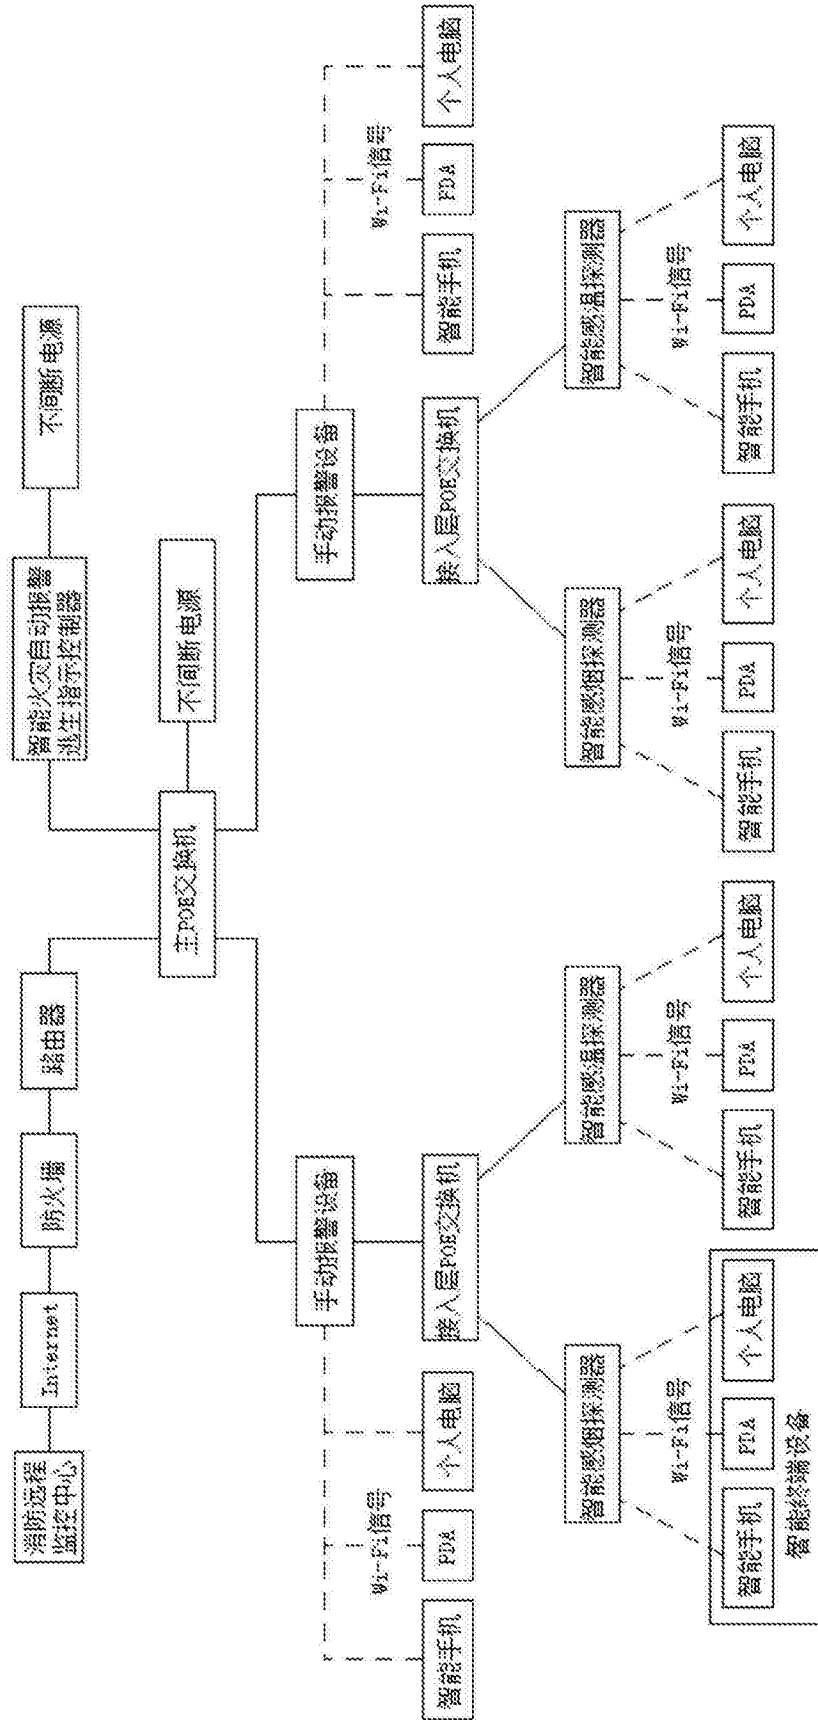 消防远程
监控中心
Internet
防火墙
路由器
智能火灾自动报警
逃生指示控制器
不间断电源
主POE交换机
不间断电源
手动报警设备
手动报警设备
Wi-Fi信号
Wi-Fi信号
智能手机
PDA
个人电脑
接入层POE交换机
接入层POE交换机
智能手机
PDA
个人电脑
智能感烟探测器
智能感温探测器
智能感烟探测器
智能感温探测器
Wi-Fi信号
Wi-Fi信号
Wi-Fi信号
Wi-Fi信号
智能手机
PDA
个人电脑
智能手机
PDA
个人电脑
智能手机
PDA
个人电脑
智能手机
PDA
个人电脑
智能终端设备